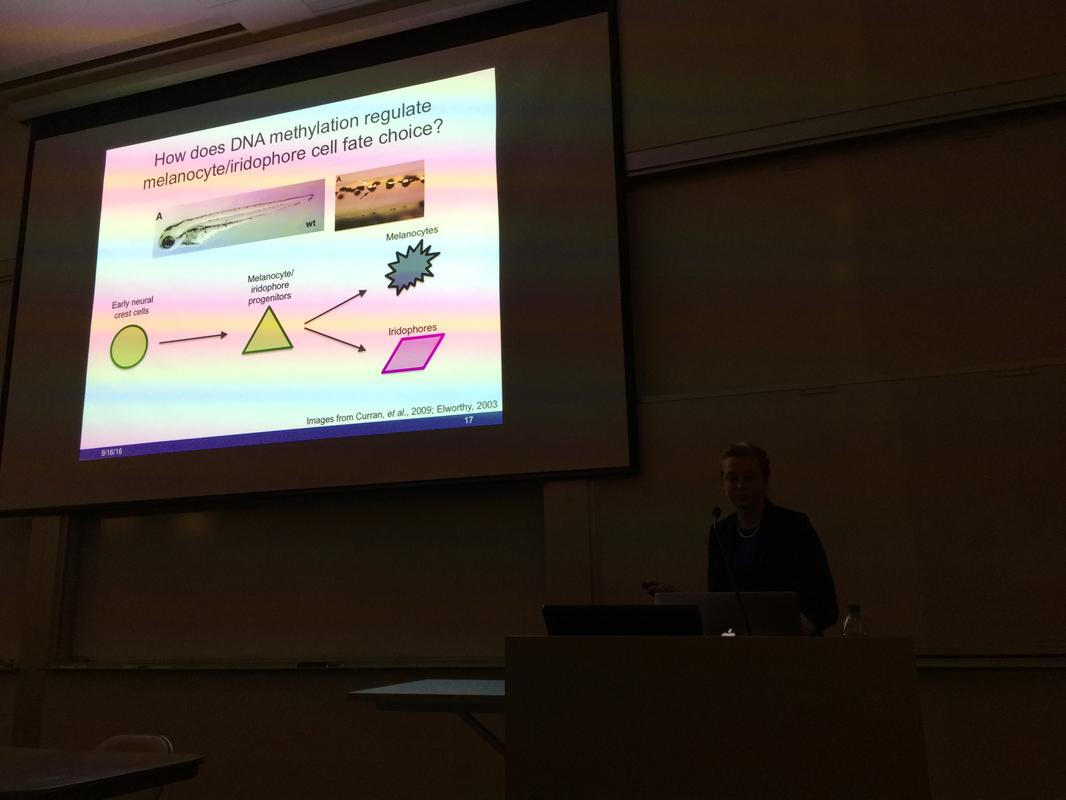 How does DNA methylation regulate
melanocyte/iridophore cell fate choice?
A
wt
A
Melanocytes
Melanocyte/
iridophore
progenitors
Early neural
crest cells
Iridophores
Images from Curran, et al., 2009; Elworthy, 2003
9/16/16
17